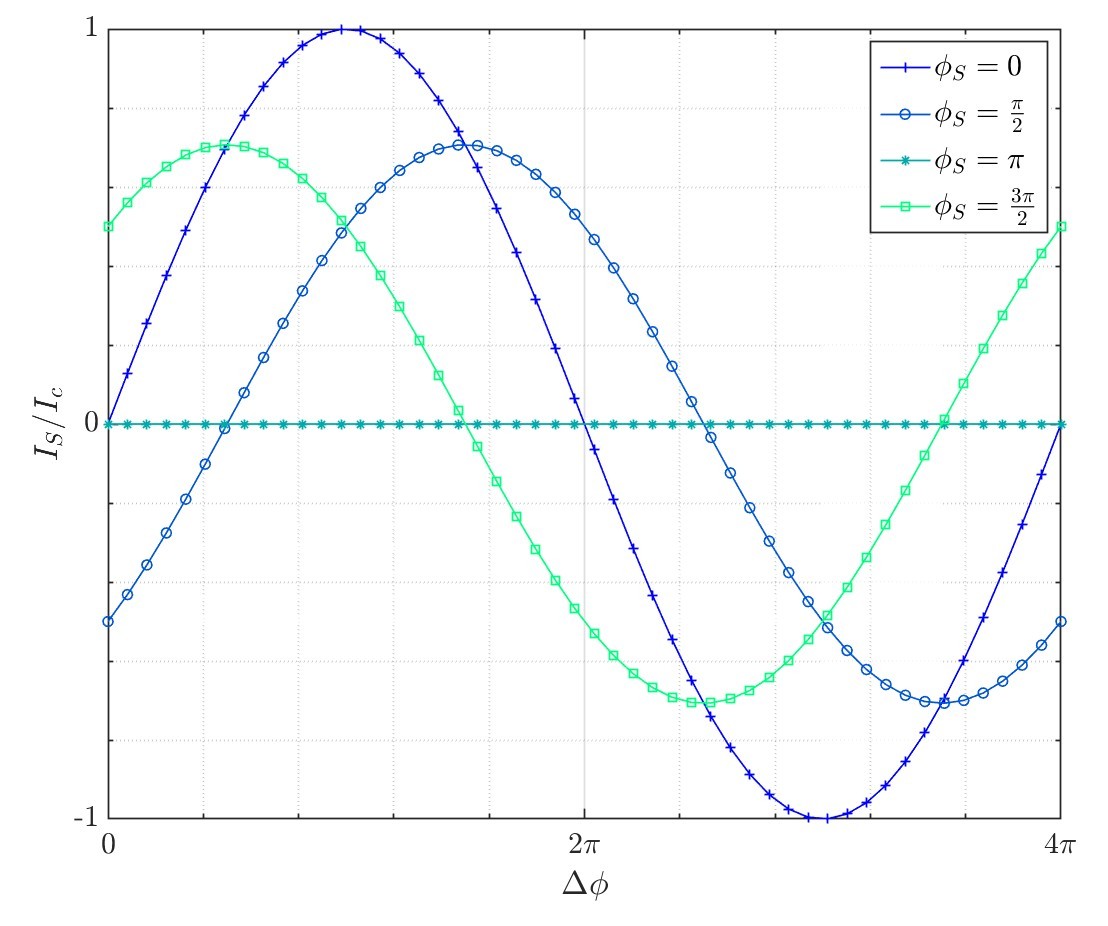 1
0
-1
I_S/I_c
0
2π
4π
Δϕ
ϕ_S = 0
ϕ_S = π/2
ϕ_S = π
ϕ_S = 3π/2